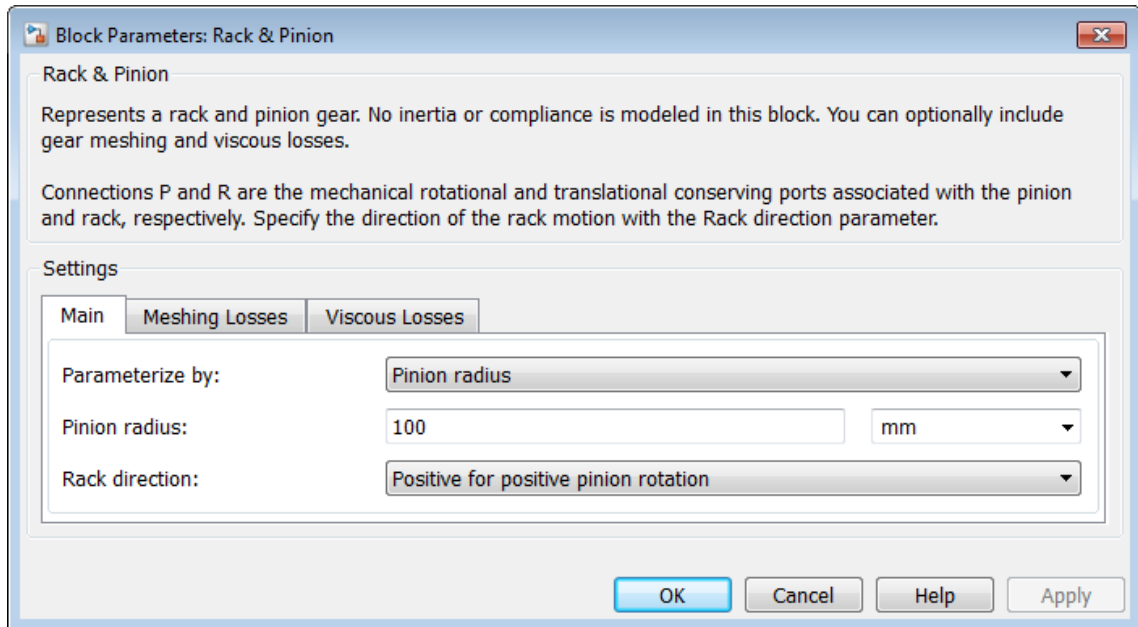 Block Parameters: Rack & Pinion
Rack & Pinion
Represents a rack and pinion gear. No inertia or compliance is modeled in this block. You can optionally include
gear meshing and viscous losses.
Connections P and R are the mechanical rotational and translational conserving ports associated with the pinion
and rack, respectively. Specify the direction of the rack motion with the Rack direction parameter.
Settings
Main Meshing Losses Viscous Losses
Parameterize by: Pinion radius
Pinion radius: 100 mm
Rack direction: Positive for positive pinion rotation
OK Cancel Help Apply